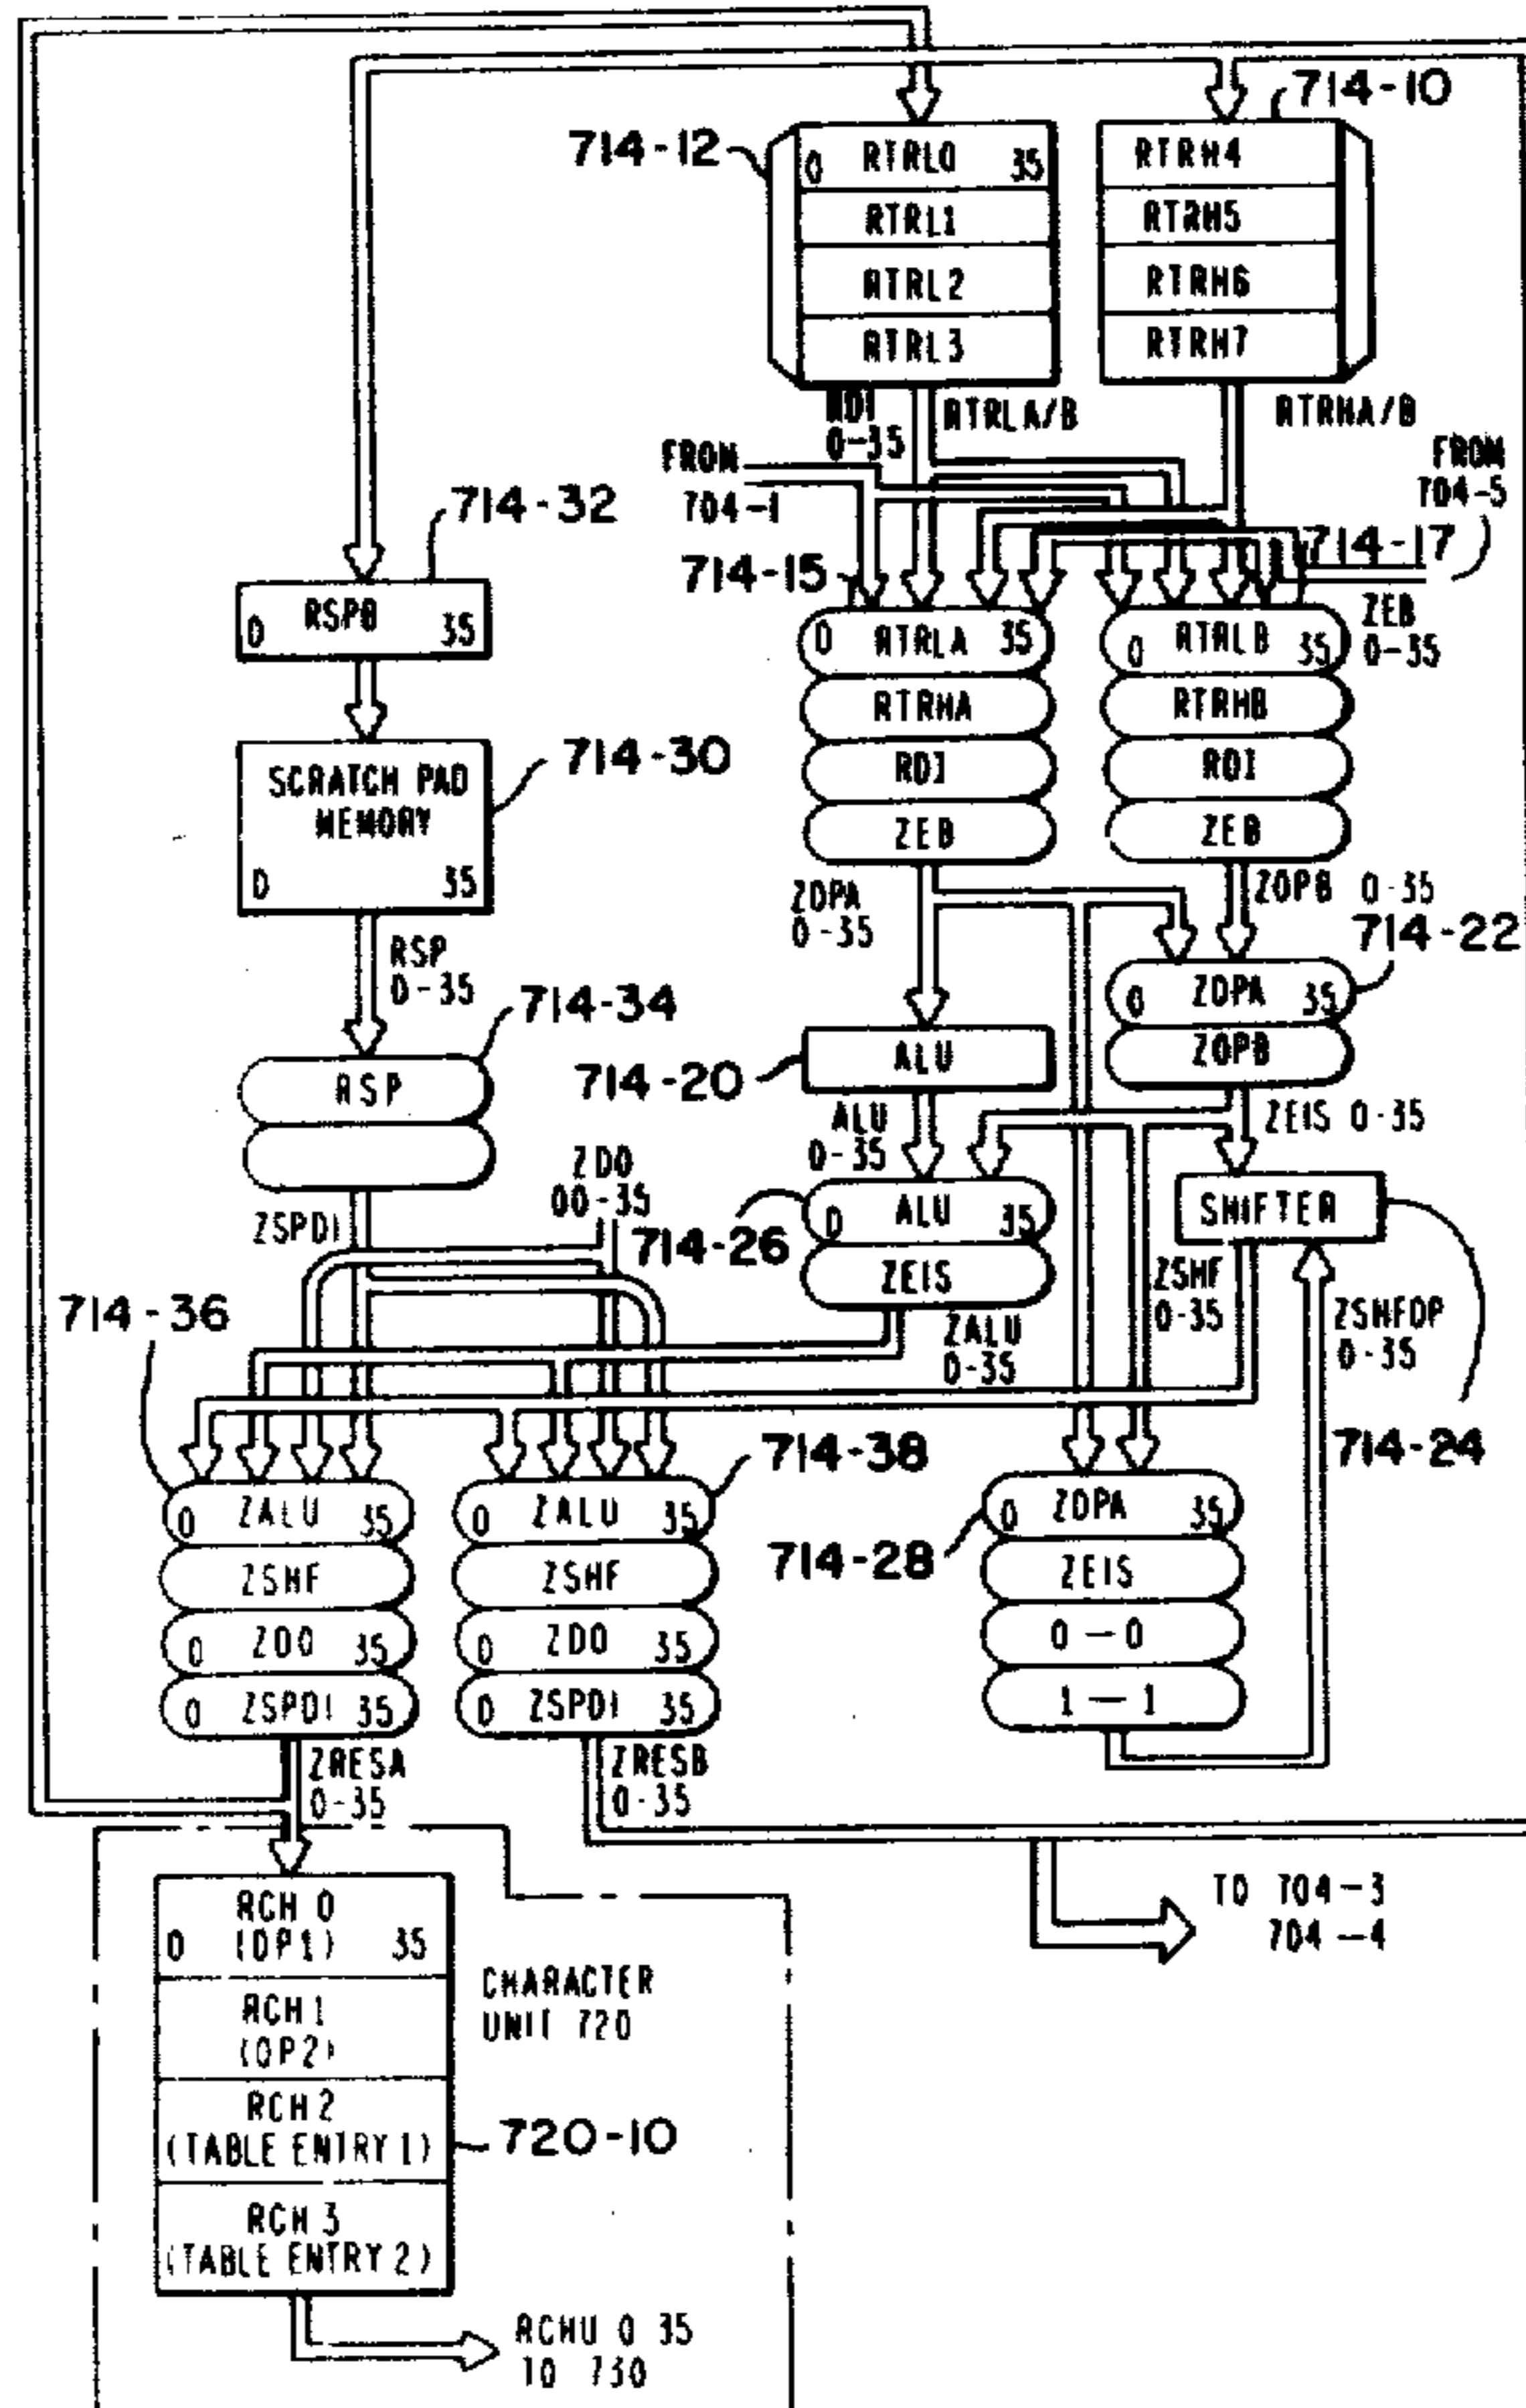 714-10
714-12
0 RTRL0 35
RTRL1
RTRL2
RTRL3
RTRH4
RTRH5
RTRH6
RTRH7
RDI
0-35
RTRLA/B
RTRHA/B
FROM
704-1
FROM
704-5
714-32
714-15
714-17
0 RSPB 35
0 RTRLA 35
RTRHA
RDI
ZEB
0 RTRLB 35
RTRHB
RDI
ZEB
ZEB
0-35
714-30
SCRATCH PAD
MEMORY
0 35
ZOPA
0-35
ZOPB 0-35
714-22
RSP
0-35
714-34
0 ZOPA 35
ZOPB
RSP
714-20
ALU
ALU
0-35
ZEIS 0-35
ZDO
00-35
ZSPDI
714-26
0 ALU 35
ZEIS
SHIFTER
714-36
ZALU
0-35
ZSHF
0-35
ZSHFOP
0-35
714-38
714-24
0 ZALU 35
ZSHF
0 ZDO 35
0 ZSPDI 35
0 ZALU 35
ZSHF
0 ZDO 35
0 ZSPDI 35
714-28
0 ZOPA 35
ZEIS
0—0
1—1
ZRESA
0-35
ZRESB
0-35
RCH 0
0 (OP1) 35
RCH 1
(OP2)
RCH 2
(TABLE ENTRY 1)
RCH 3
(TABLE ENTRY 2)
CHARACTER
UNIT 720
720-10
TO 704-3
704-4
RCHU 0 35
TO 730